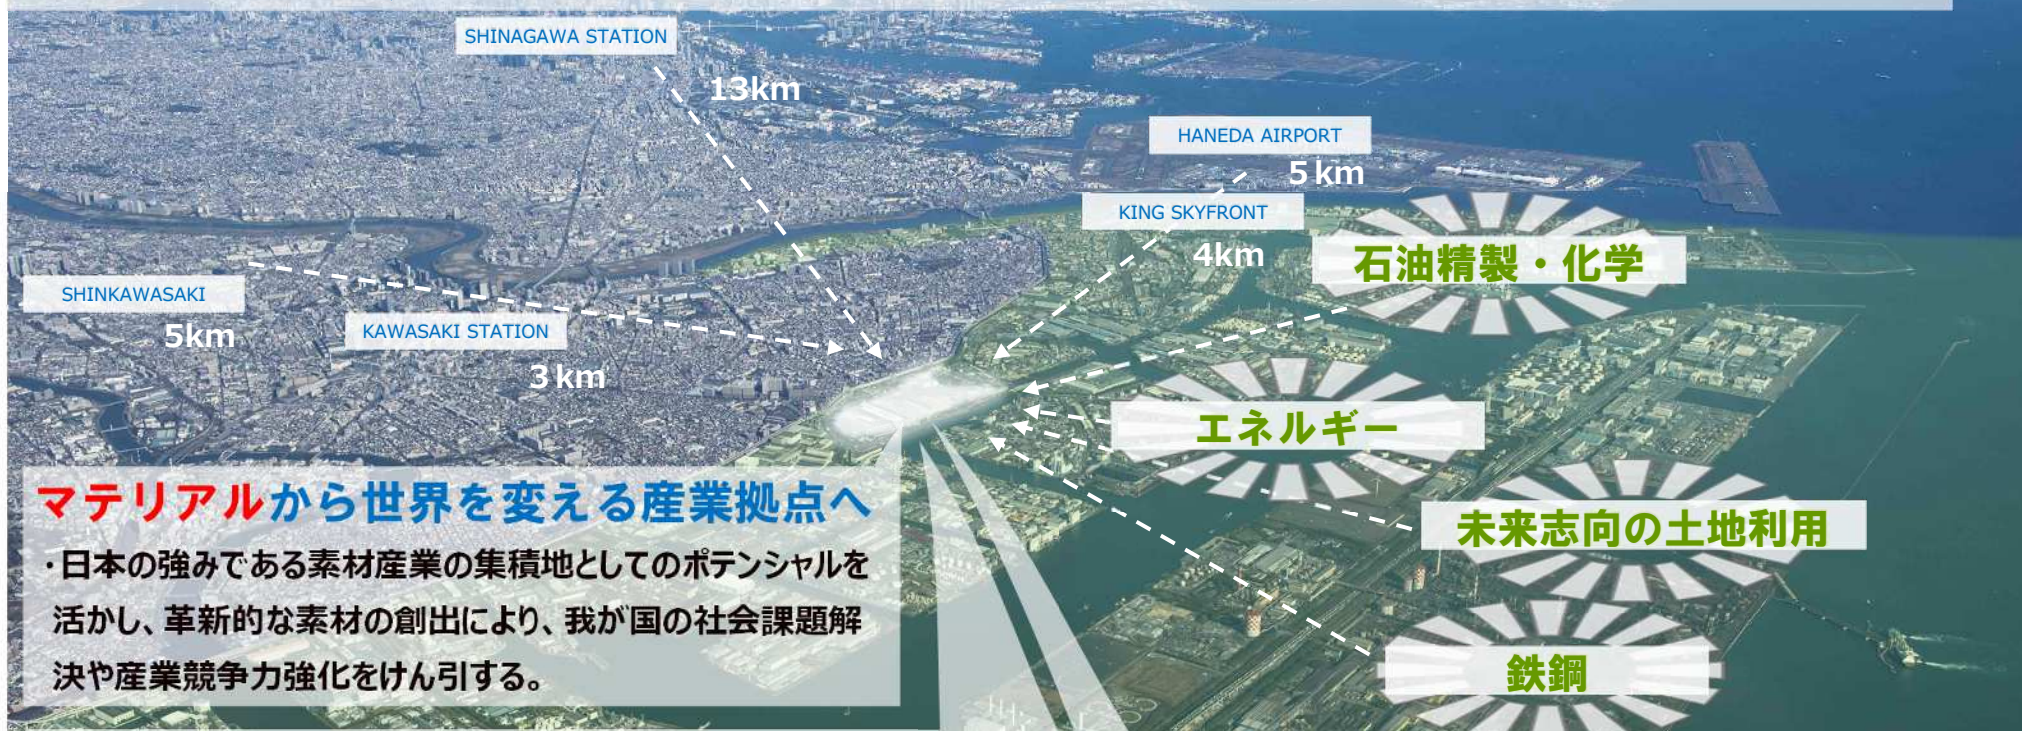 SHINAGAWA STATION
13km
HANEDA AIRPORT
5km
KING SKYFRONT
4km
石油精製・化学
SHINKAWASAKI
5km
KAWASAKI STATION
3km
エネルギー
マテリアルから世界を変える産業拠点へ
・日本の強みである素材産業の集積地としてのポテンシャルを
活かし、革新的な素材の創出により、我が国の社会課題解
決や産業競争力強化をけん引する。
未来志向の土地利用
鉄鋼